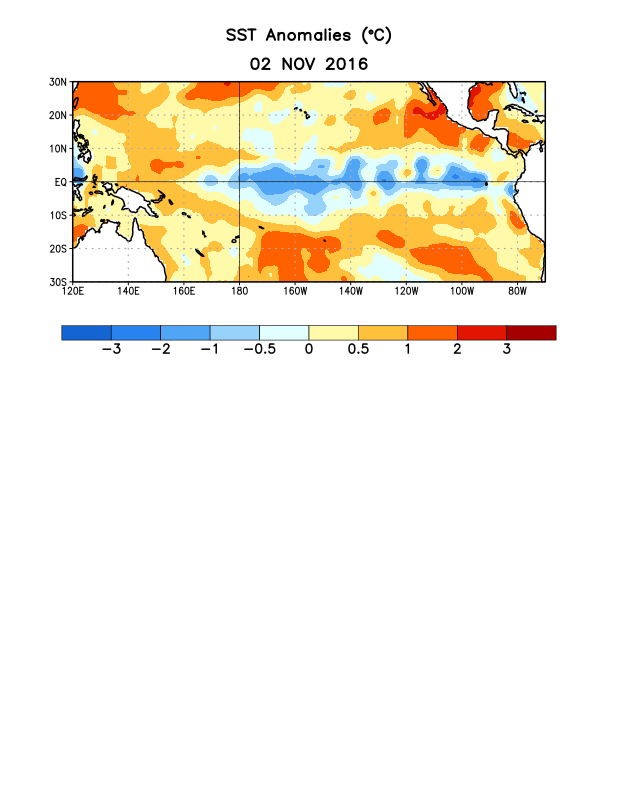 SST Anomalies (°C)
02 NOV 2016
30N
20N
10N
EQ
10S
20S
30S
120E 140E 160E 180 160W 140W 120W 100W 80W
−3 −2 −1 −0.5 0 0.5 1 2 3